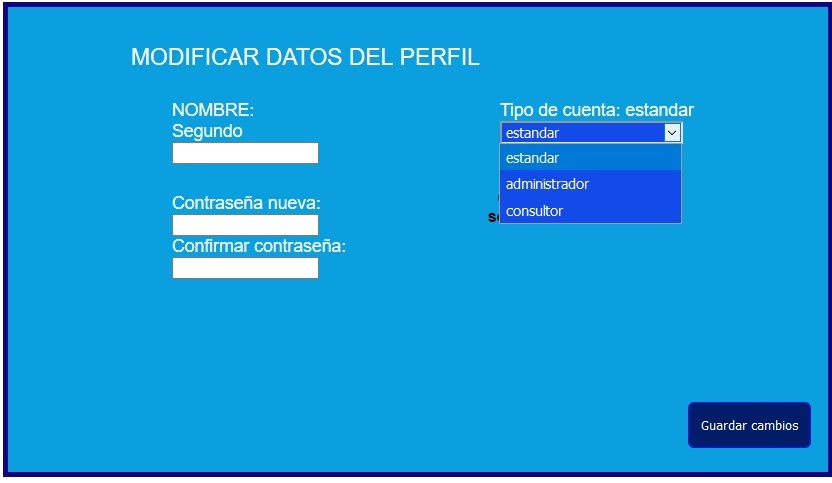 MODIFICAR DATOS DEL PERFIL
NOMBRE:
Segundo
Contraseña nueva:
Confirmar contraseña:
Tipo de cuenta: estandar
estandar
estandar
administrador
consultor
Guardar cambios